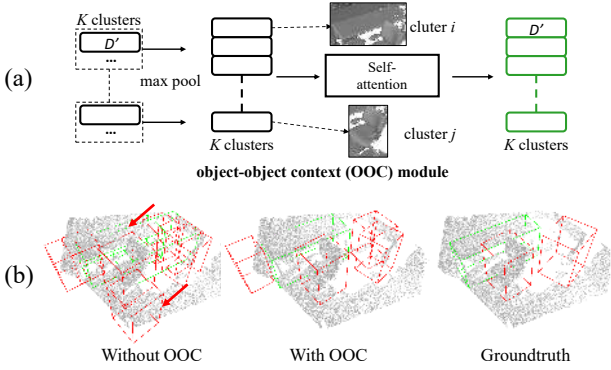 K clusters
D'
...
...
max pool
K clusters
cluter i
Self-
attention
cluster j
D'
K clusters
(a)
object-object context (OOC) module
(b)
Without OOC
With OOC
Groundtruth